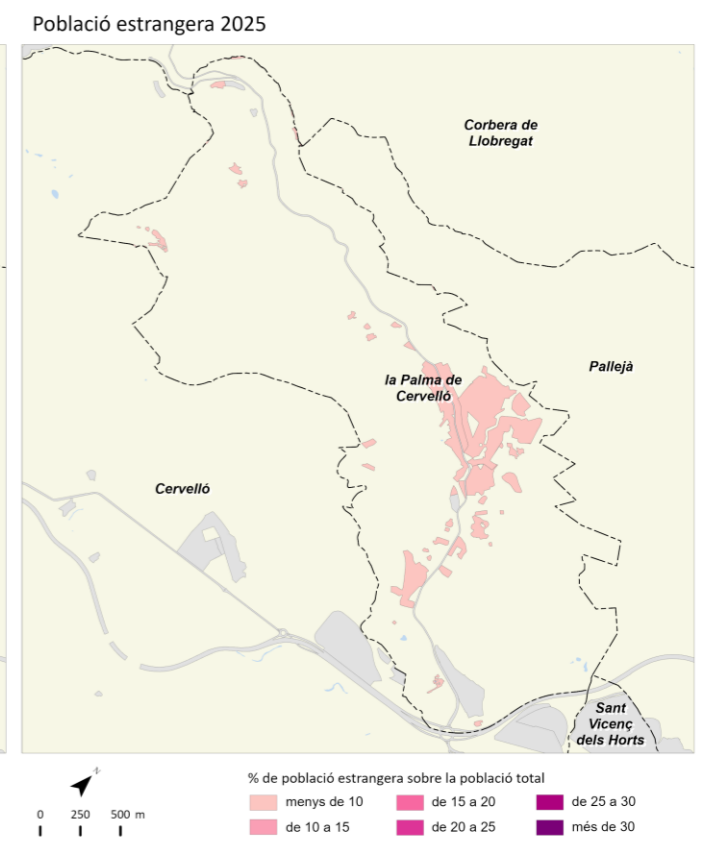 Població estrangera 2025
Corbera de
Llobregat
Pallejà
la Palma de
Cervelló
Cervelló
Sant
Vicenç
dels Horts
N
0 250 500 m
% de població estrangera sobre la població total
menys de 10
de 15 a 20
de 25 a 30
de 10 a 15
de 20 a 25
més de 30